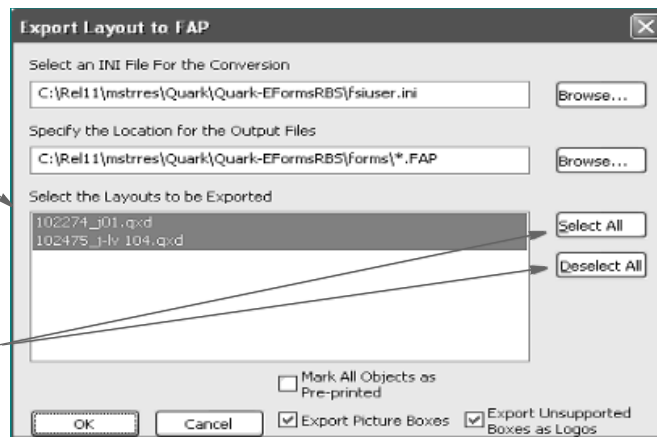 Export Layout to FAP
Select an INI File For the Conversion
C:\Rel11\mstrres\Quark\Quark-EFormsRBS\fsiuser.ini
Browse...
Specify the Location for the Output Files
C:\Rel11\mstrres\Quark\Quark-EFormsRBS\forms\*.FAP
Browse...
Select the Layouts to be Exported
102274_j01.qxd
102475_j-lv 104.qxd
Select All
Deselect All
Mark All Objects as
Pre-printed
OK
Cancel
Export Picture Boxes
Export Unsupported
Boxes as Logos